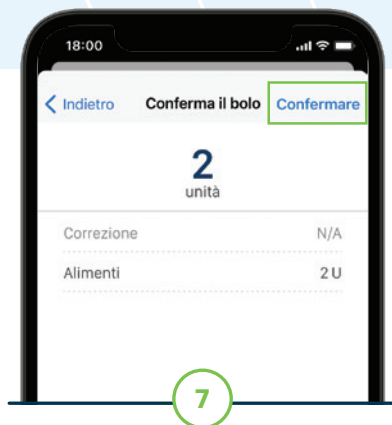 18:00
Indietro Conferma il bolo Confermare
2
unità
Correzione N/A
Alimenti 2 U
7